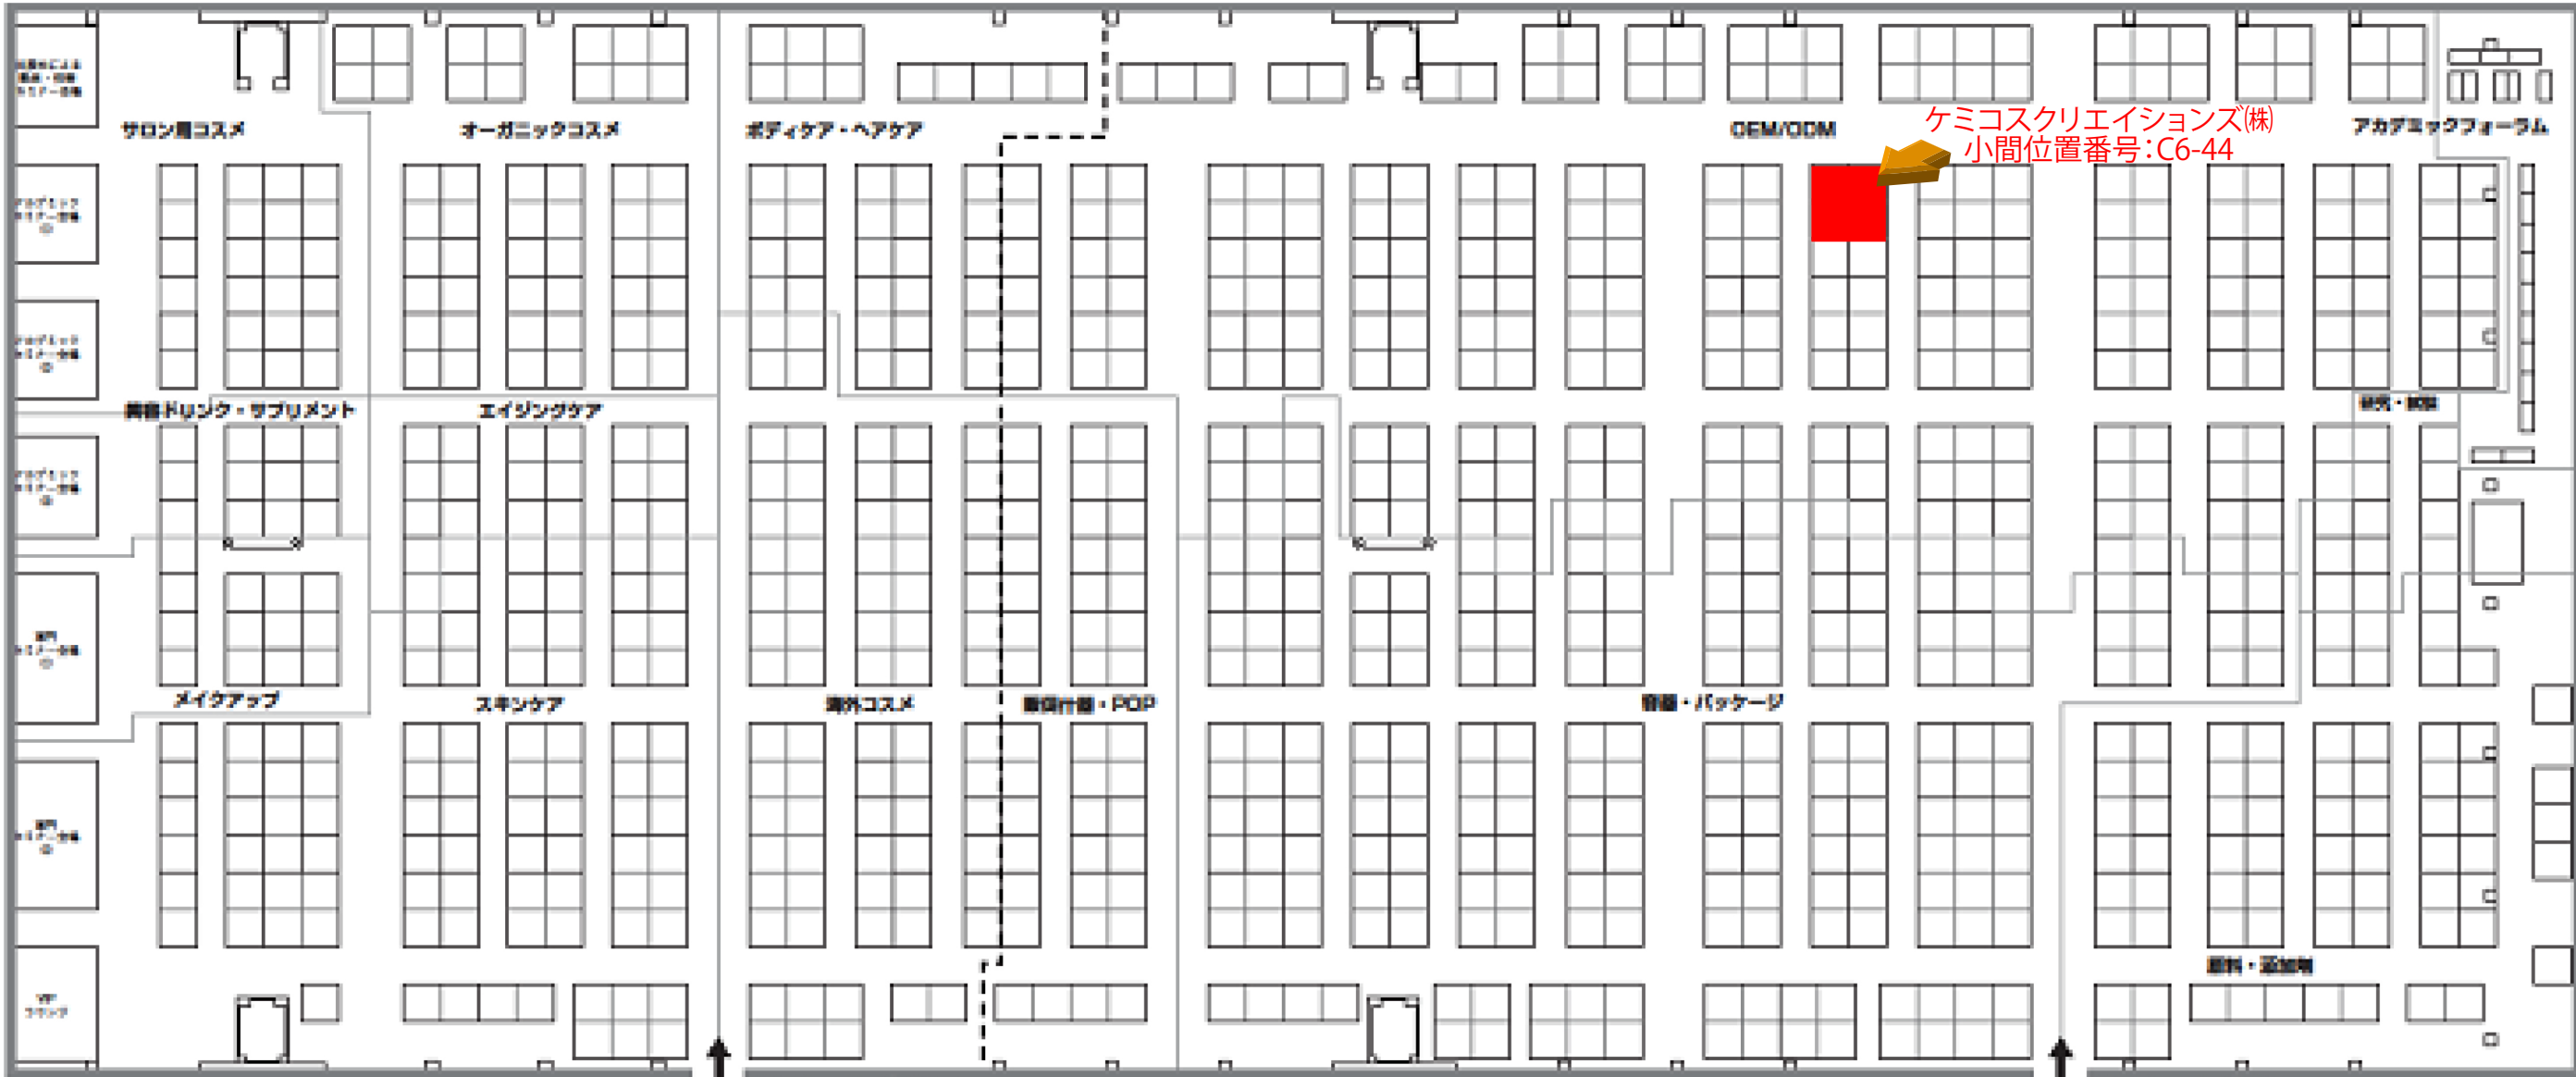 ケミコスクリエイションズ㈱
小間位置番号：C6-44
サロン用コスメ
オーガニックコスメ
ボディケア・ヘアケア
OEM/ODM
アカデミックフォーラム
美容ドリンク・サプリメント
エイジングケア
研究・試験
メイクアップ
スキンケア
海外コスメ
販促什器・POP
容器・パッケージ
原料・添加剤